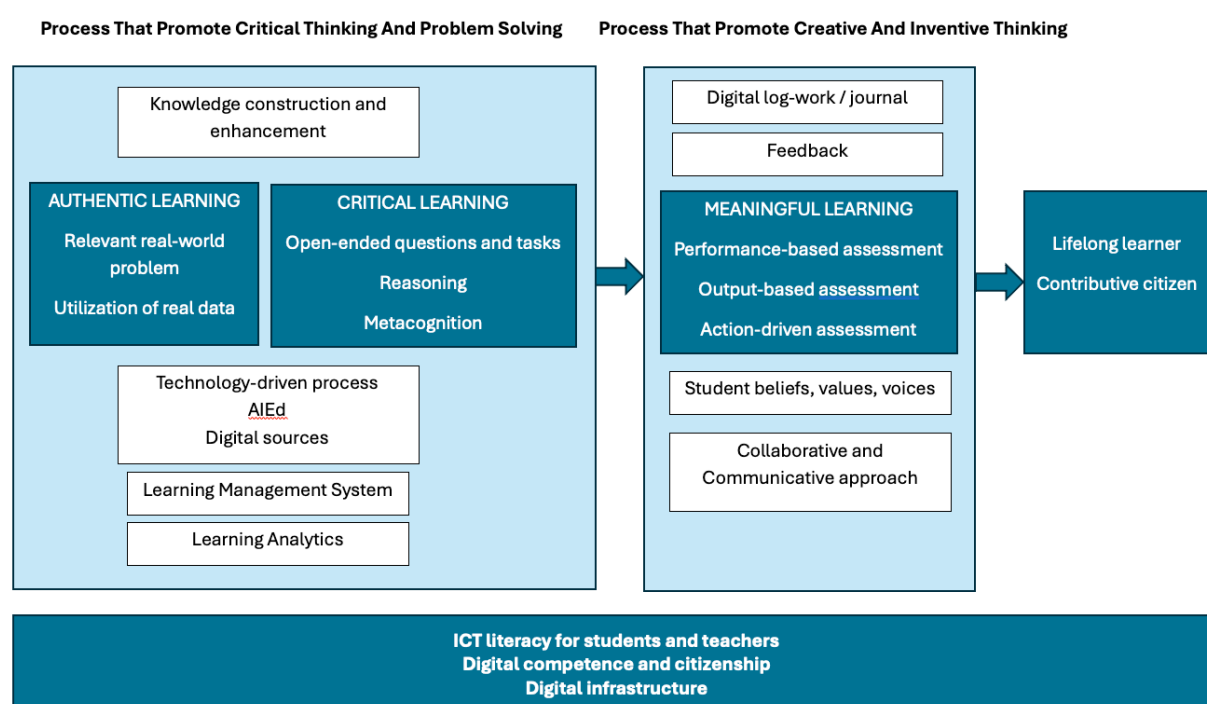 Process That Promote Critical Thinking And Problem Solving
Process That Promote Creative And Inventive Thinking
Knowledge construction and
enhancement
AUTHENTIC LEARNING
Relevant real-world
problem
Utilization of real data
CRITICAL LEARNING
Open-ended questions and tasks
Reasoning
Metacognition
Technology-driven process
AIEd
Digital sources
Learning Management System
Learning Analytics
Digital log-work / journal
Feedback
MEANINGFUL LEARNING
Performance-based assessment
Output-based assessment
Action-driven assessment
Student beliefs, values, voices
Collaborative and
Communicative approach
Lifelong learner
Contributive citizen
ICT literacy for students and teachers
Digital competence and citizenship
Digital infrastructure